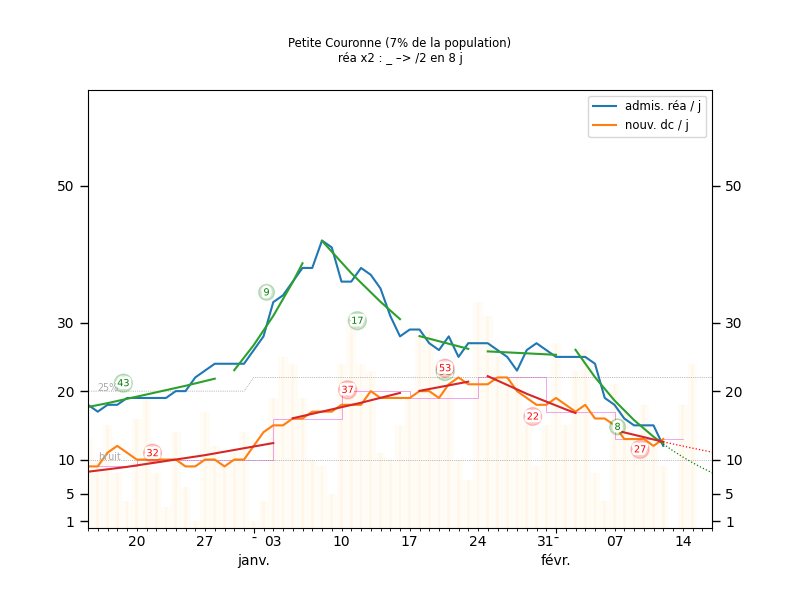 Petite Couronne (7% de la population)
réa x2 : _ –> /2 en 8 j
admis. réa / j
nouv. dc / j
50 50
30 30
9
17
53
25%
43
37
20 20
22
8
bruit
32
27
10 10
5 5
1 1
20 27 - 03 10 17 24 31 - 07 14
janv. févr.